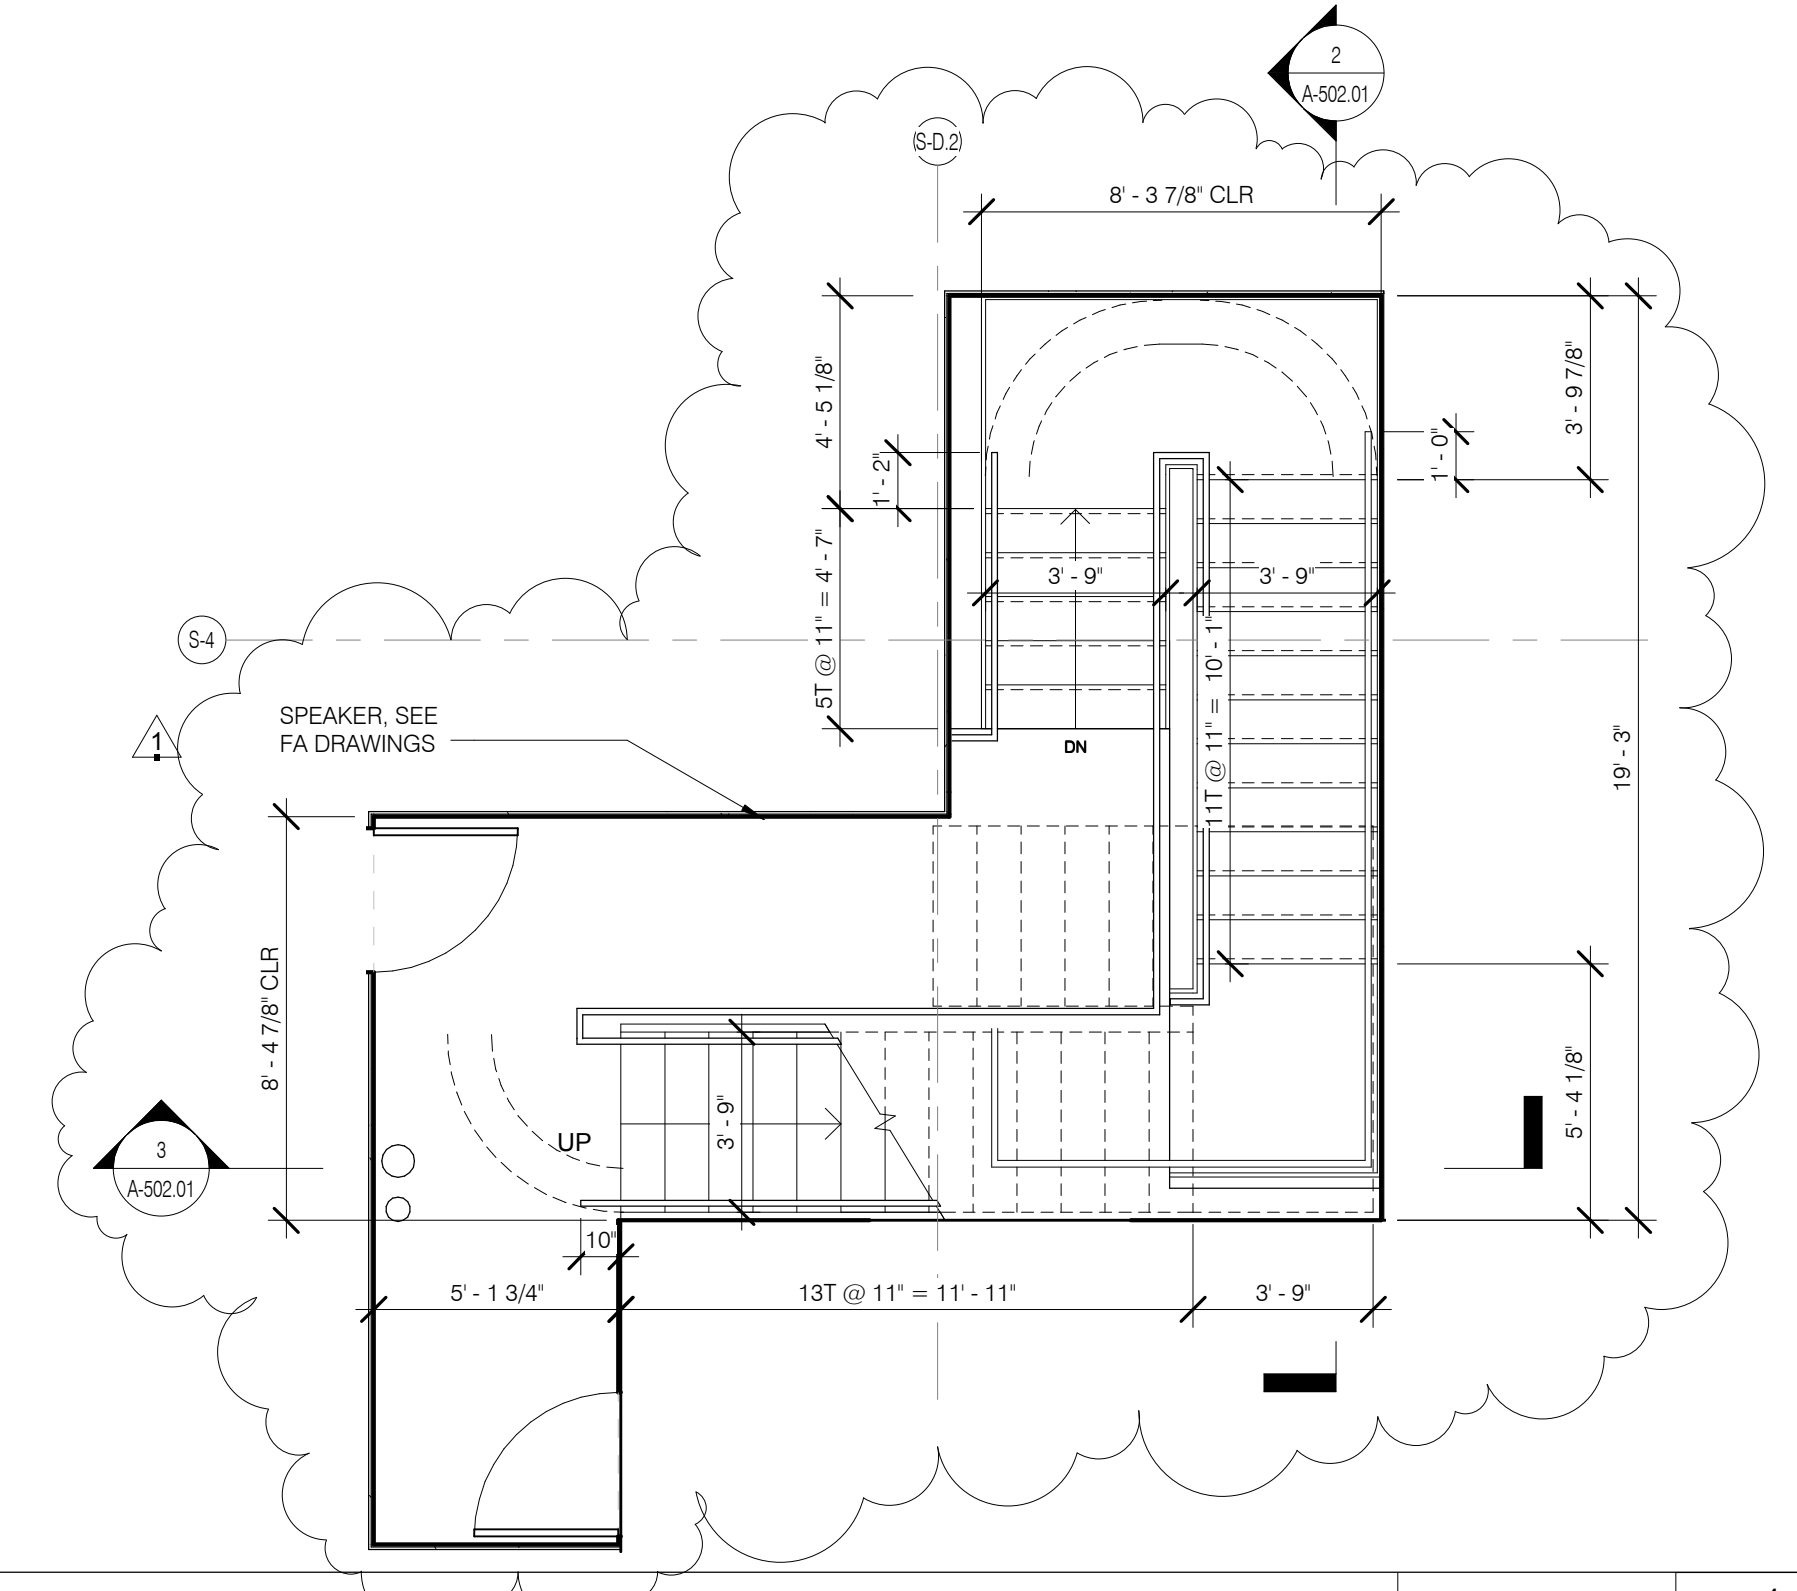 2
A-502.01
S-D.2
8' - 3 7/8" CLR
4' - 5 1/8"
3' - 9 7/8"
1' - 2"
1' - 0"
5T @ 11" = 4' - 7"
3' - 9"
3' - 9"
S-4
11T @ 11" = 10' - 1"
SPEAKER, SEE
FA DRAWINGS
1
DN
19' - 3"
8' - 4 7/8" CLR
3' - 9"
5' - 4 1/8"
UP
3
A-502.01
10"
5' - 1 3/4"
13T @ 11" = 11' - 11"
3' - 9"